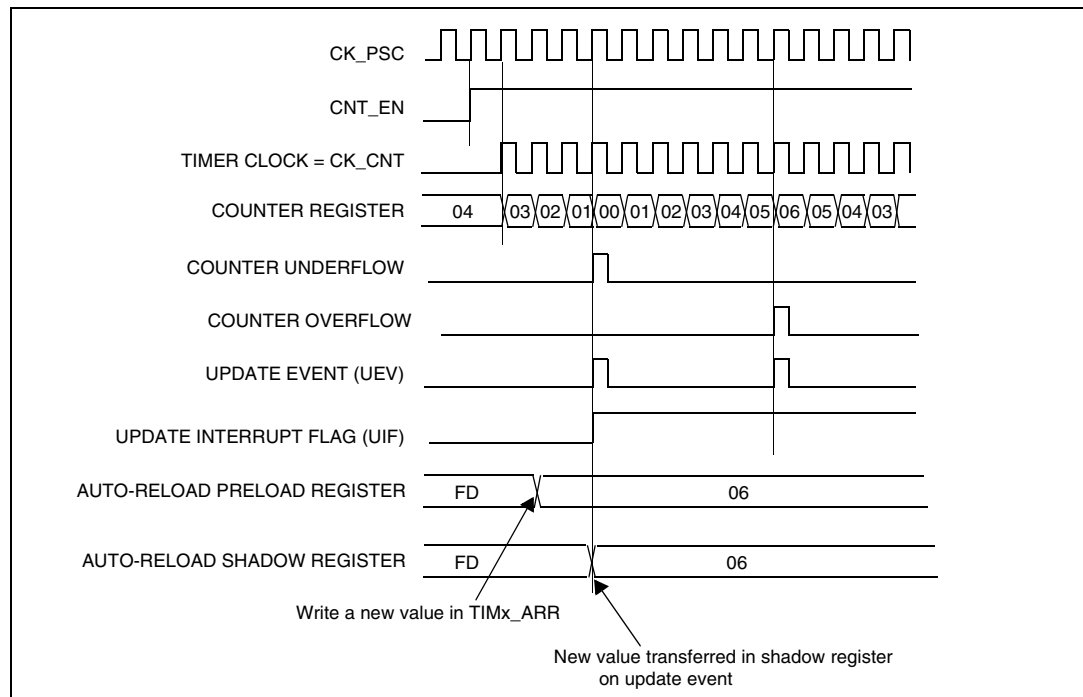 CK_PSC
CNT_EN
TIMER CLOCK = CK_CNT
COUNTER REGISTER 04 03 02 01 00 01 02 03 04 05 06 05 04 03
COUNTER UNDERFLOW
COUNTER OVERFLOW
UPDATE EVENT (UEV)
UPDATE INTERRUPT FLAG (UIF)
AUTO-RELOAD PRELOAD REGISTER FD 06
AUTO-RELOAD SHADOW REGISTER FD 06
Write a new value in TIMx_ARR
New value transferred in shadow register
on update event